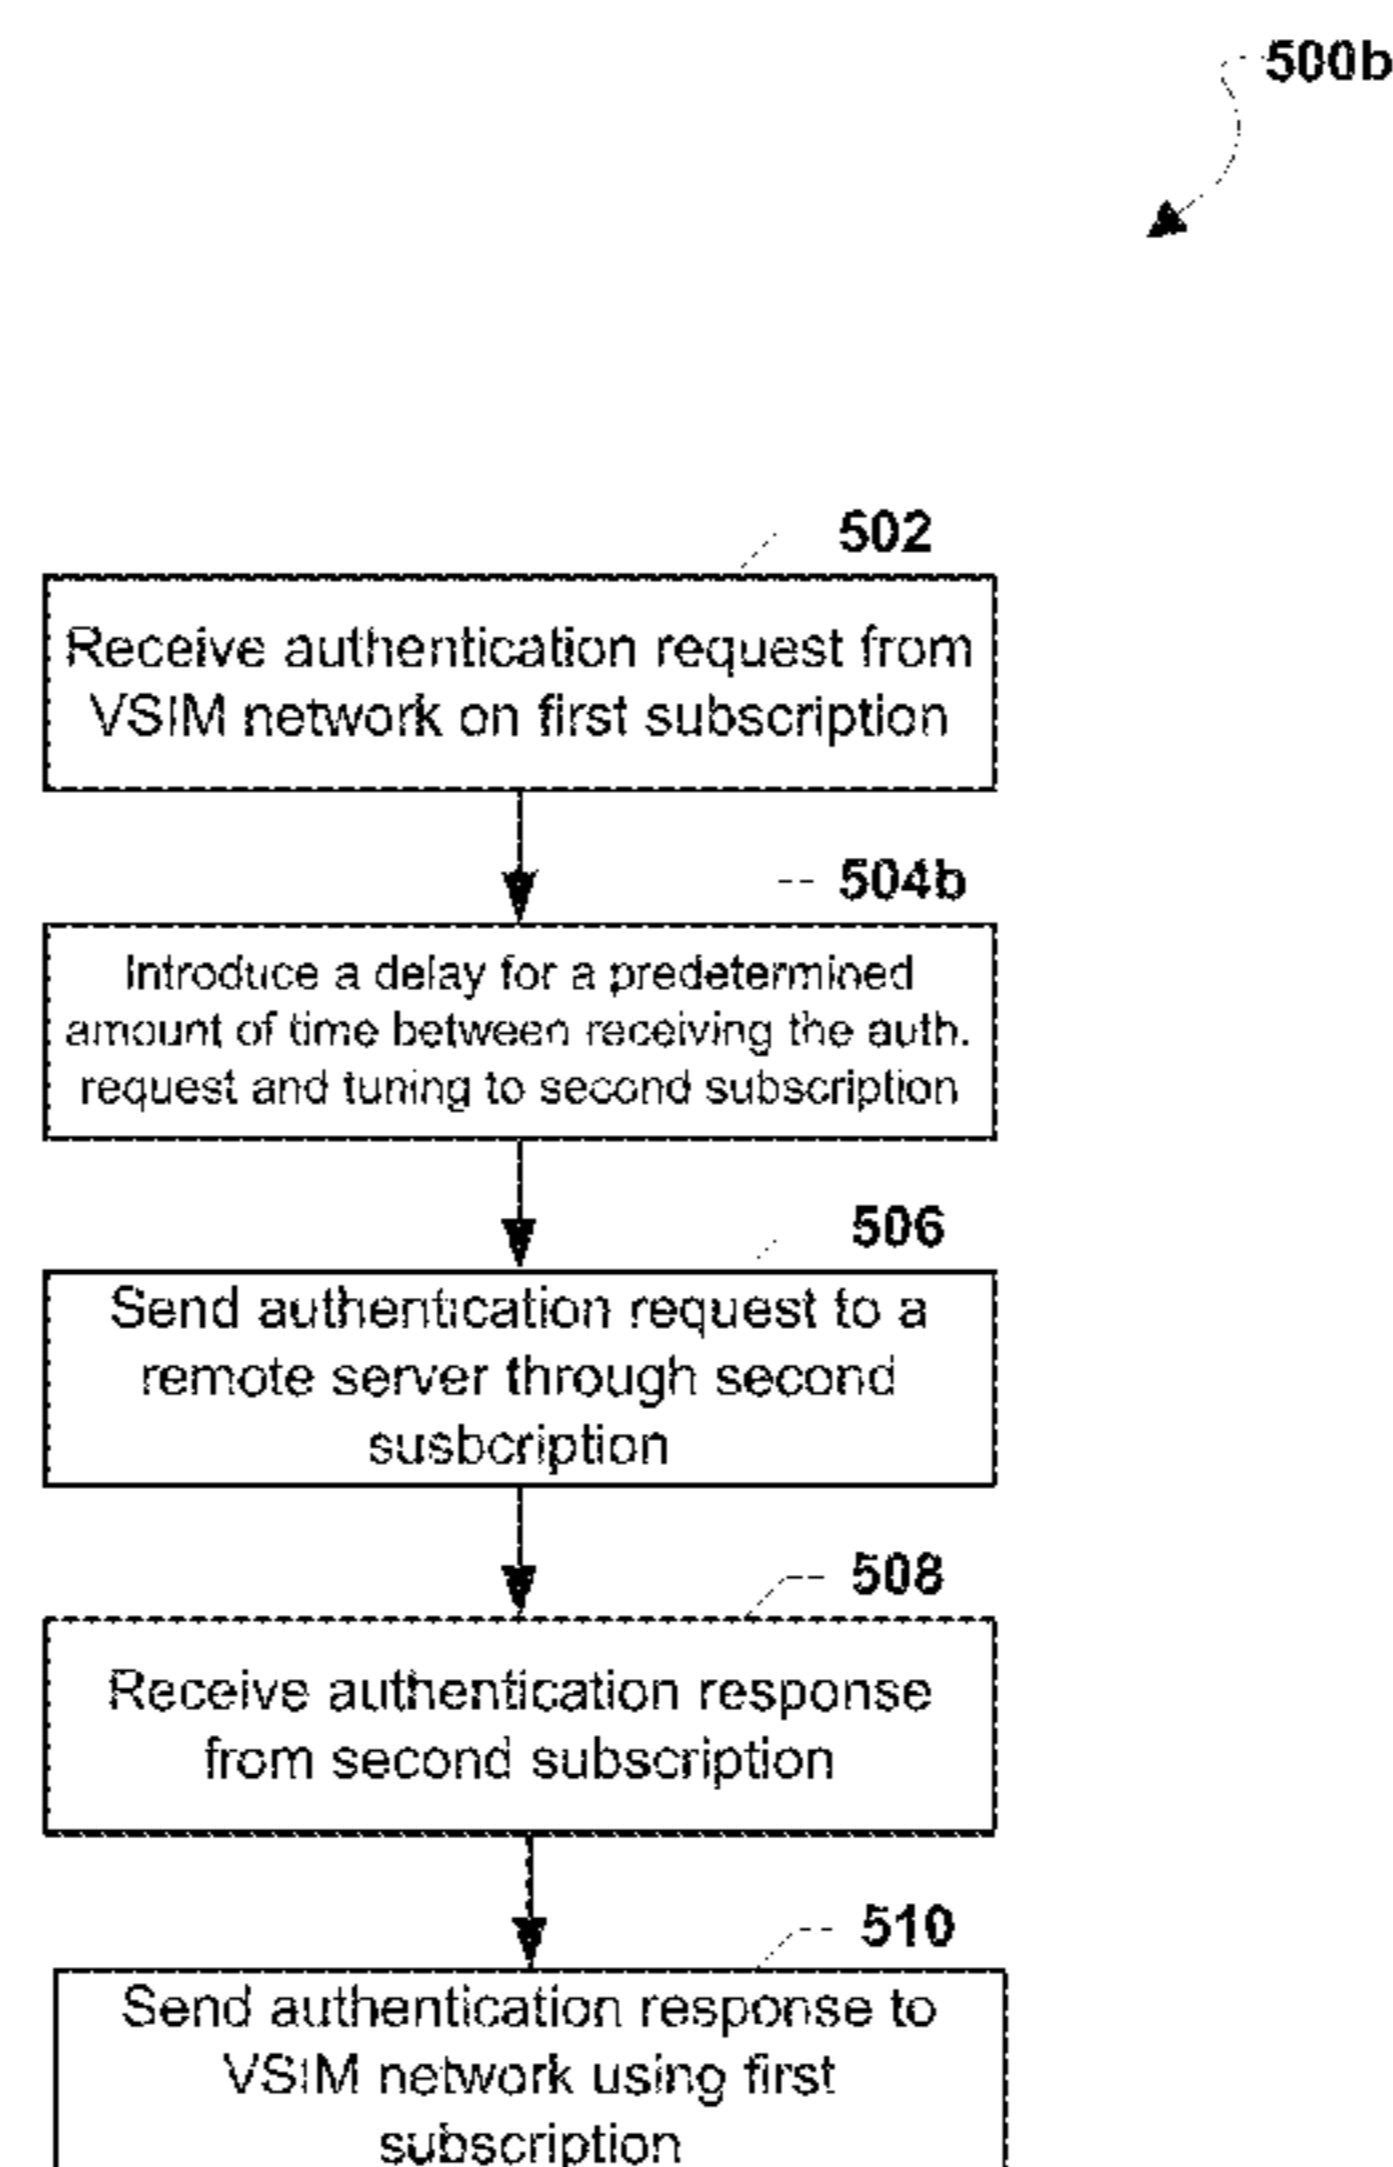 500b
502
Receive authentication request from
VSIM network on first subscription
504b
Introduce a delay for a predetermined
amount of time between receiving the auth.
request and tuning to second subscription
506
Send authentication request to a
remote server through second
susbcription
508
Receive authentication response
from second subscription
510
Send authentication response to
VSIM network using first
subscription